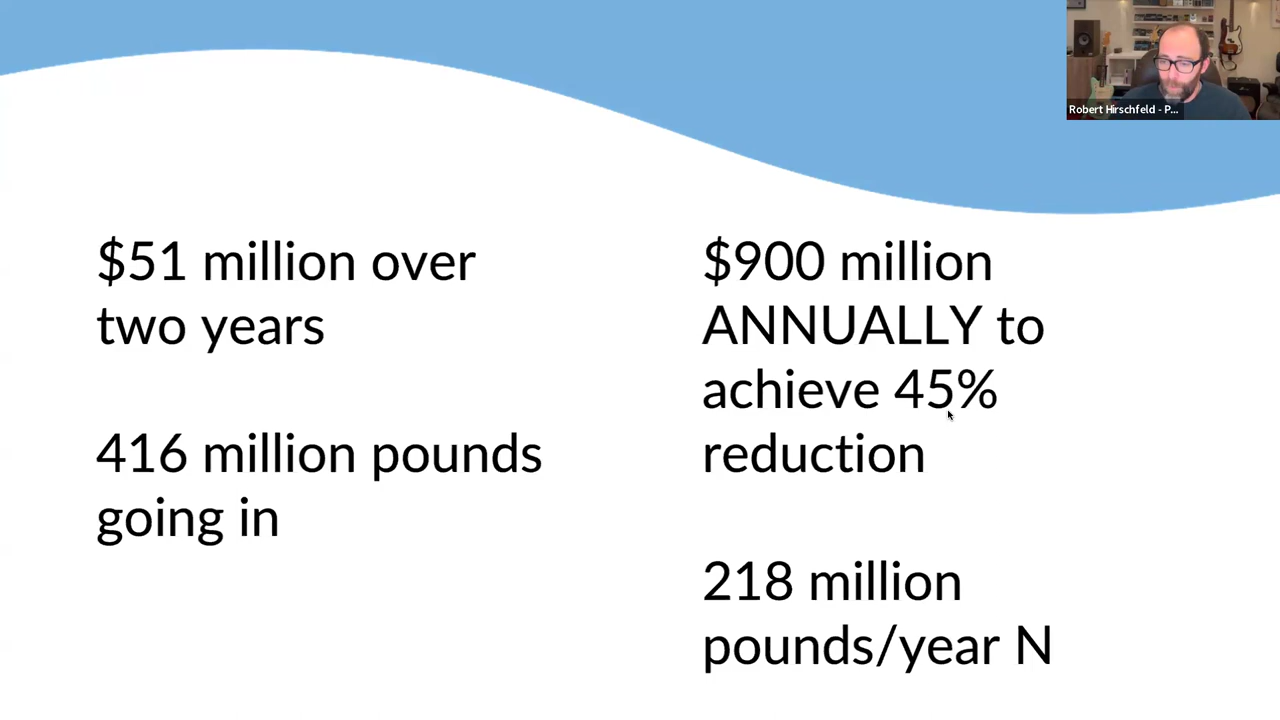 Robert Hirschfeld - P...
$51 million over
two years
416 million pounds
going in
$900 million
ANNUALLY to
achieve 45%
reduction
218 million
pounds/year N